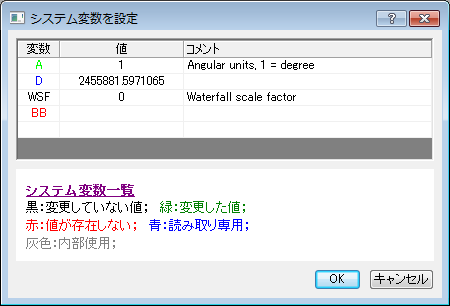 システム変数を設定
変数 値 コメント
A 1 Angular units, 1 = degree
D 2455881.5971065
WSF 0 Waterfall scale factor
BB
システム変数一覧
黒:変更していない値; 緑:変更した値;
赤:値が存在しない; 青:読み取り専用;
灰色:内部使用;
OK キャンセル